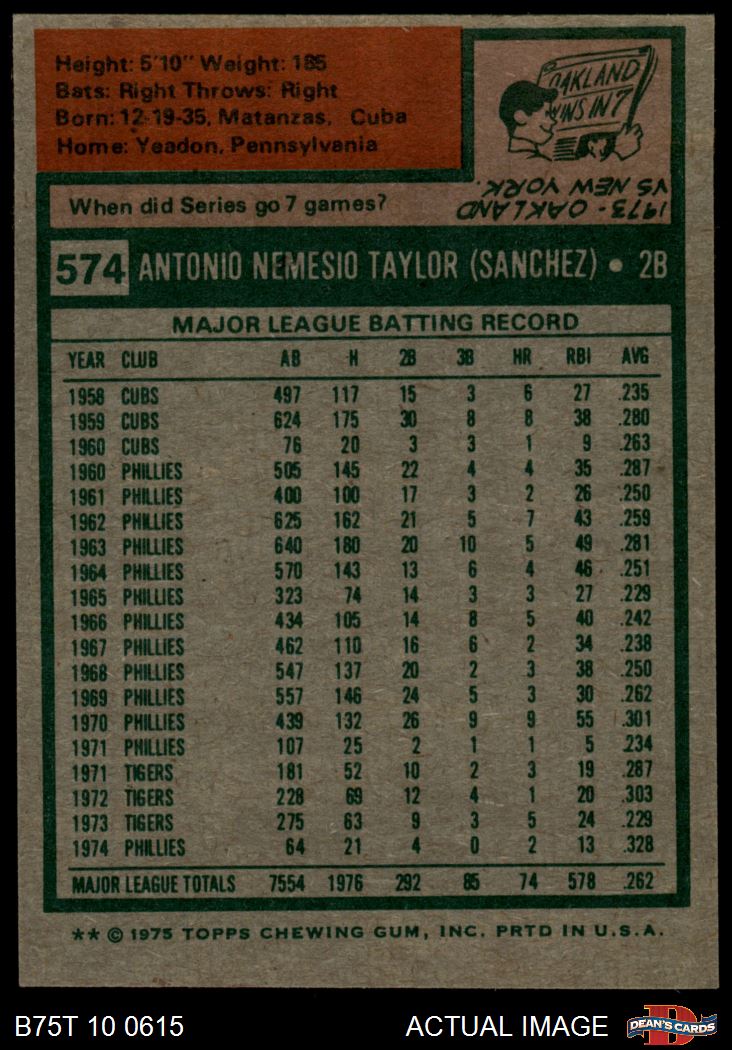 Height: 5'10" Weight: 185
Bats: Right Throws: Right
Born: 12-19-35, Matanzas, Cuba
Home: Yeadon, Pennsylvania
When did Series go 7 games?
OAKLAND
WINS IN 7
1973-OAKLAND
VS NEW YORK.
574 ANTONIO NEMESIO TAYLOR (SANCHEZ) • 2B
MAJOR LEAGUE BATTING RECORD
YEAR CLUB AB H 2B 3B HR RBI AVG
1958 CUBS 497 117 15 3 6 27 .235
1959 CUBS 624 175 30 8 8 38 .280
1960 CUBS 76 20 3 3 1 9 .263
1960 PHILLIES 505 145 22 4 4 35 .287
1961 PHILLIES 400 100 17 3 2 26 .250
1962 PHILLIES 625 162 21 5 7 43 .259
1963 PHILLIES 640 180 20 10 5 49 .281
1964 PHILLIES 570 143 13 6 4 46 .251
1965 PHILLIES 323 74 14 3 3 27 .229
1966 PHILLIES 434 105 14 8 5 40 .242
1967 PHILLIES 462 110 16 6 2 34 .238
1968 PHILLIES 547 137 20 2 3 38 .250
1969 PHILLIES 557 146 24 5 3 30 .262
1970 PHILLIES 439 132 26 9 9 55 .301
1971 PHILLIES 107 25 2 1 1 5 .234
1971 TIGERS 181 52 10 2 3 19 .287
1972 TIGERS 228 69 12 4 1 20 .303
1973 TIGERS 275 63 9 3 5 24 .229
1974 PHILLIES 64 21 4 0 2 13 .328
MAJOR LEAGUE TOTALS 7554 1976 292 85 74 578 .262
** © 1975 TOPPS CHEWING GUM, INC. PRTD IN U.S.A.
B75T 10 0615 ACTUAL IMAGE DEAN'S CARDS